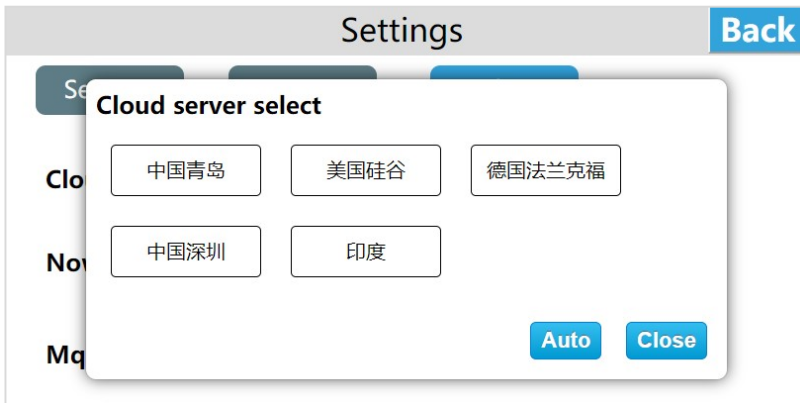 Settings
Back
Cloud server select
中国青岛 美国硅谷 德国法兰克福
中国深圳 印度
Auto Close